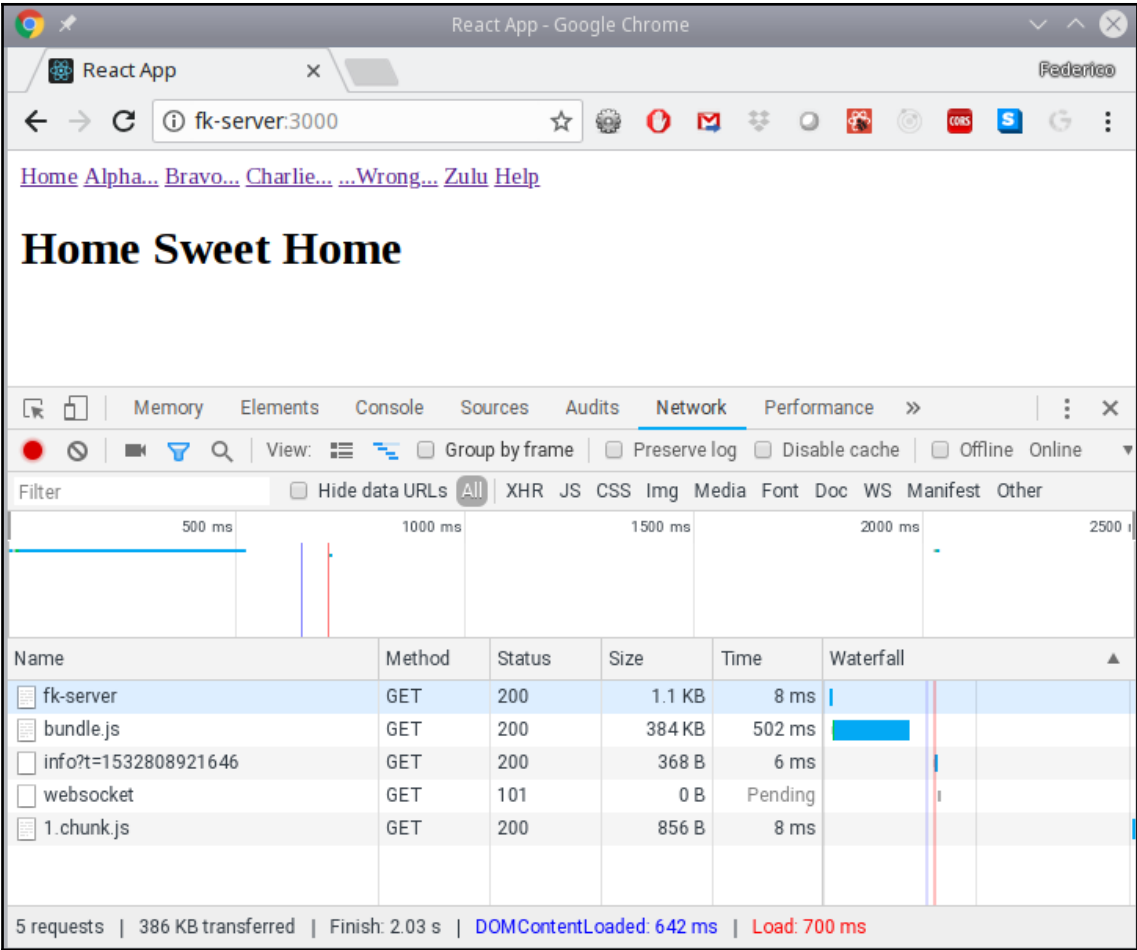 React App - Google Chrome
React App
Federico
fk-server:3000
CORS
S
G
Home Alpha... Bravo... Charlie... ...Wrong... Zulu Help
Home Sweet Home
Memory Elements Console Sources Audits Network Performance »
View: Group by frame Preserve log Disable cache Offline Online
Filter Hide data URLs All XHR JS CSS Img Media Font Doc WS Manifest Other
500 ms 1000 ms 1500 ms 2000 ms 2500
Name Method Status Size Time Waterfall
fk-server GET 200 1.1 KB 8 ms
bundle.js GET 200 384 KB 502 ms
info?t=1532808921646 GET 200 368 B 6 ms
websocket GET 101 0 B Pending
1.chunk.js GET 200 856 B 8 ms
5 requests | 386 KB transferred | Finish: 2.03 s | DOMContentLoaded: 642 ms | Load: 700 ms